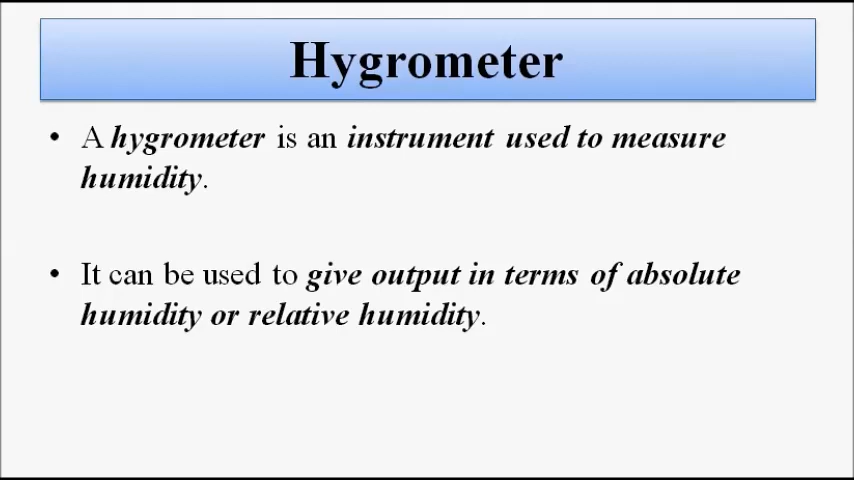 Hygrometer
• A hygrometer is an instrument used to measure
humidity.
• It can be used to give output in terms of absolute
humidity or relative humidity.